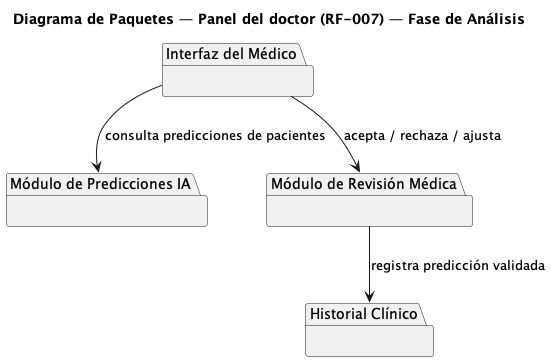 Diagrama de Paquetes — Panel del doctor (RF-007) — Fase de Análisis
Interfaz del Médico
consulta predicciones de pacientes
acepta / rechaza / ajusta
Módulo de Predicciones IA
Módulo de Revisión Médica
registra predicción validada
Historial Clínico